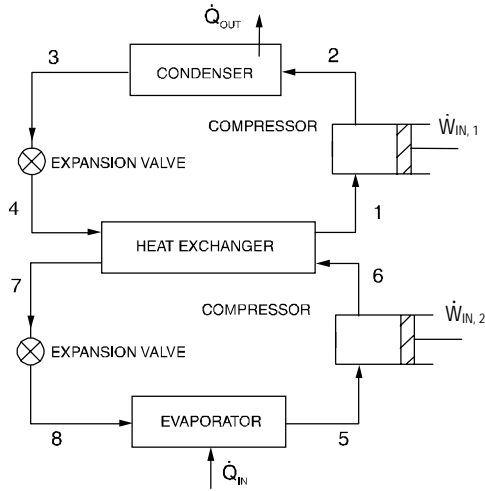 Q̇OUT
3
2
CONDENSER
COMPRESSOR
ẆIN, 1
EXPANSION VALVE
4
1
HEAT EXCHANGER
7
6
COMPRESSOR
ẆIN, 2
EXPANSION VALVE
EVAPORATOR
8
5
Q̇IN